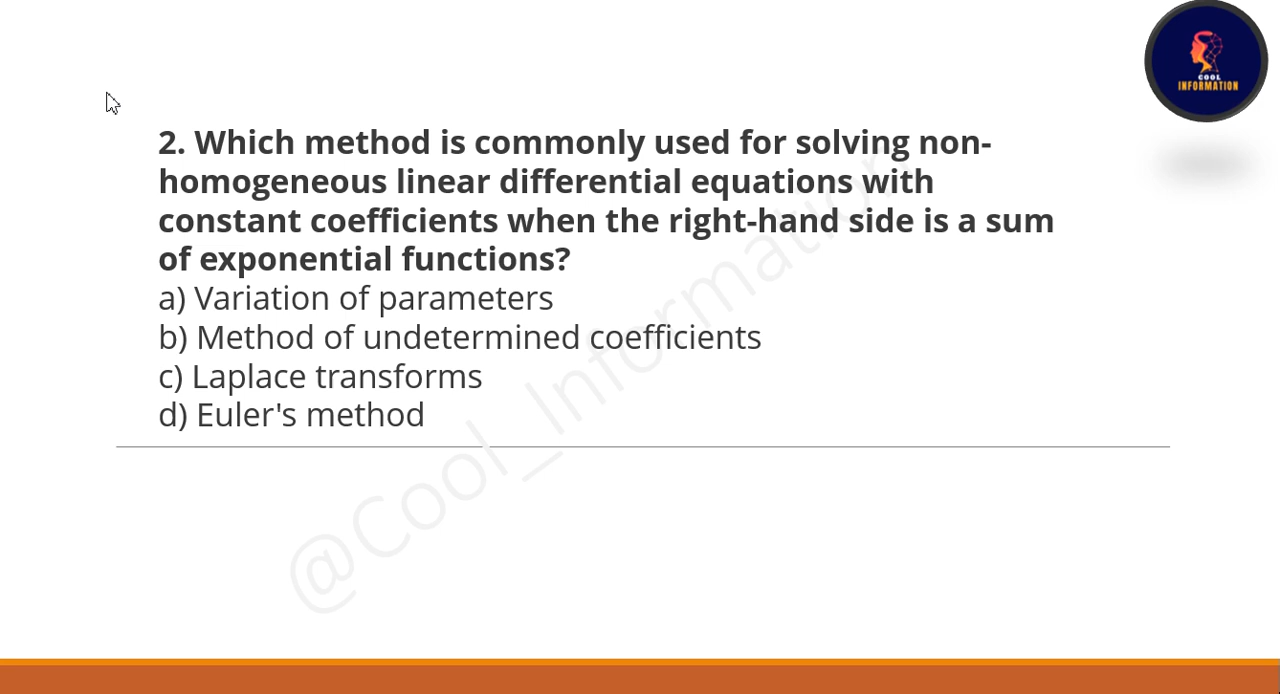 COOL
INFORMATION
2. Which method is commonly used for solving non-
homogeneous linear differential equations with
constant coefficients when the right-hand side is a sum
of exponential functions?
a) Variation of parameters
b) Method of undetermined coefficients
c) Laplace transforms
d) Euler's method
@Cool_Information